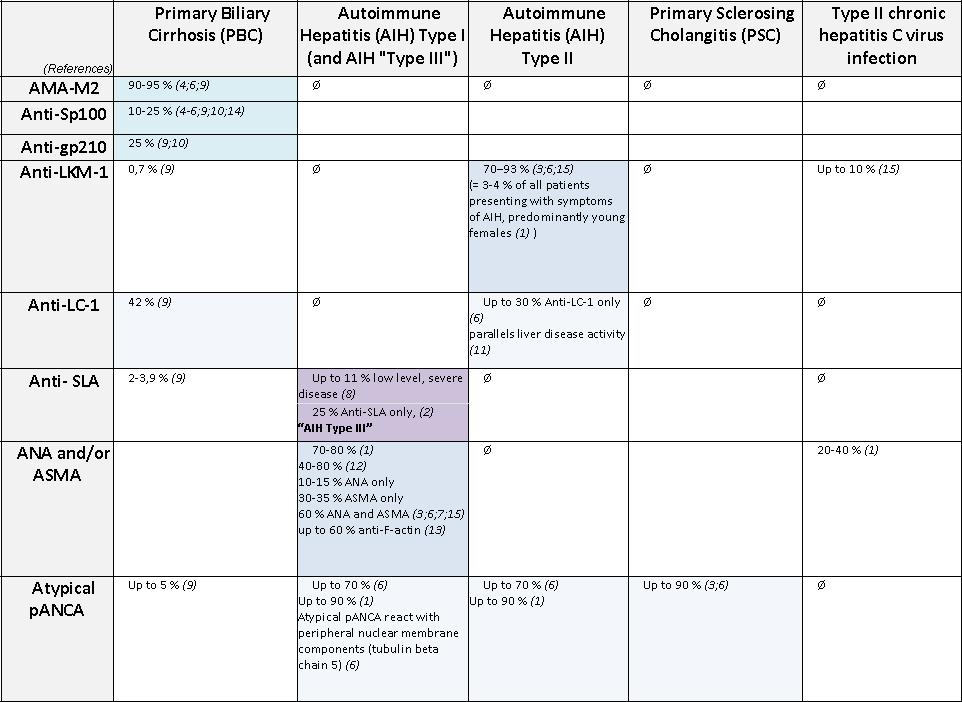 Primary Biliary
Cirrhosis (PBC)
Autoimmune
Hepatitis (AIH) Type I
(and AIH "Type III")
Autoimmune
Hepatitis (AIH)
Type II
Primary Sclerosing
Cholangitis (PSC)
Type II chronic
hepatitis C virus
infection
(References)
AMA-M2
90-95 % (4;6;9)
Ø
Ø
Ø
Ø
Anti-Sp100
10-25 % (4-6;9;10;14)
Anti-gp210
25 % (9;10)
Anti-LKM-1
0,7 % (9)
Ø
70–93 % (3;6;15)
(= 3-4 % of all patients
presenting with symptoms
of AIH, predominantly young
females (1) )
Ø
Up to 10 % (15)
Anti-LC-1
42 % (9)
Ø
Up to 30 % Anti-LC-1 only
(6)
parallels liver disease activity
(11)
Ø
Ø
Anti- SLA
2-3,9 % (9)
Up to 11 % low level, severe
disease (8)
25 % Anti-SLA only, (2)
“AIH Type III”
Ø
Ø
ANA and/or
ASMA
70-80 % (1)
40-80 % (12)
10-15 % ANA only
30-35 % ASMA only
60 % ANA and ASMA (3;6;7;15)
up to 60 % anti-F-actin (13)
Ø
20-40 % (1)
Atypical
pANCA
Up to 5 % (9)
Up to 70 % (6)
Up to 90 % (1)
Atypical pANCA react with
peripheral nuclear membrane
components (tubulin beta
chain 5) (6)
Up to 70 % (6)
Up to 90 % (1)
Up to 90 % (3;6)
Ø